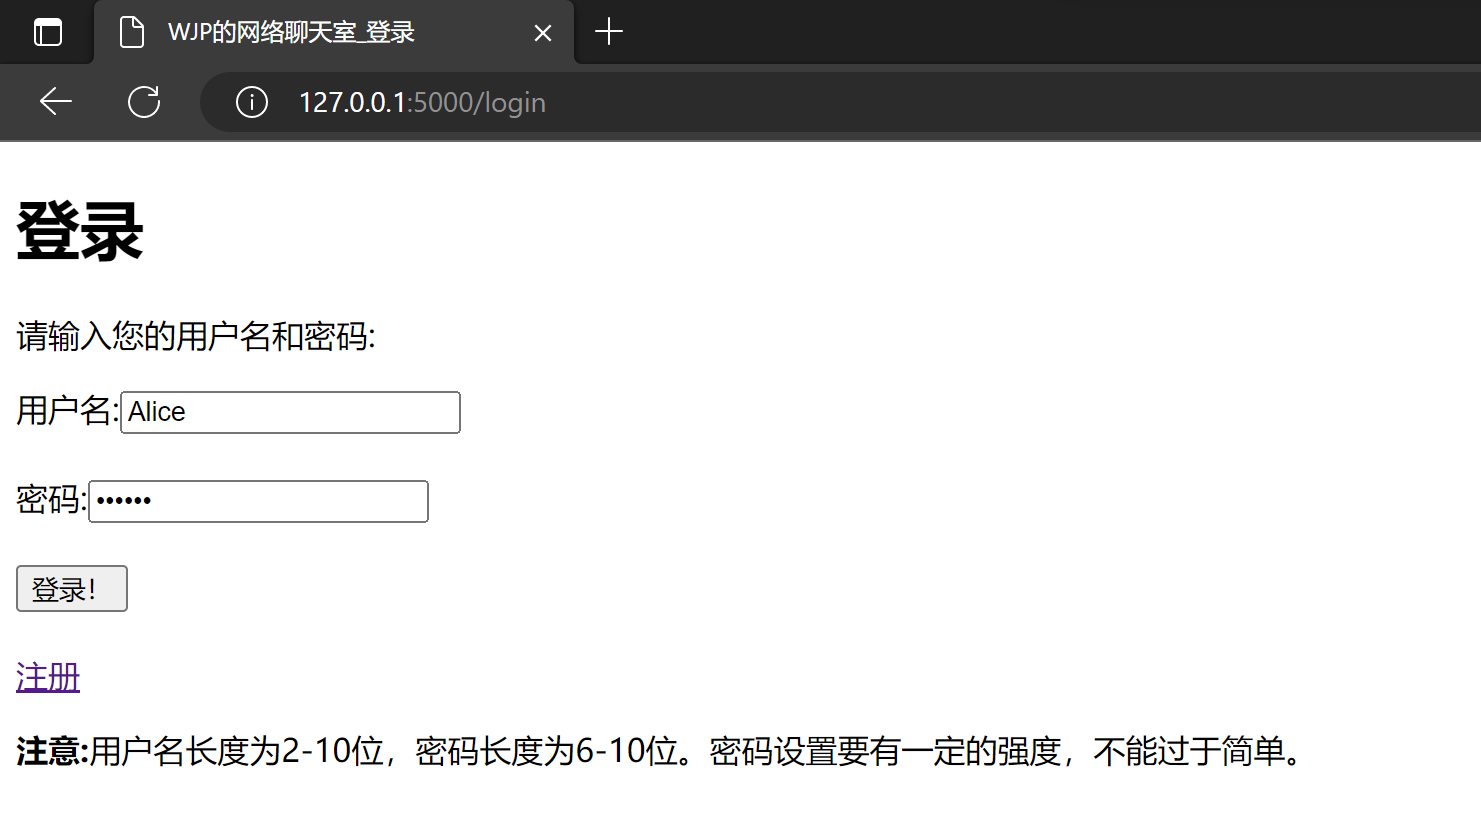 WJP的网络聊天室_登录
127.0.0.1:5000/login
登录
请输入您的用户名和密码:
用户名:Alice
密码:••••••
登录！
注册
注意:用户名长度为2-10位，密码长度为6-10位。密码设置要有一定的强度，不能过于简单。